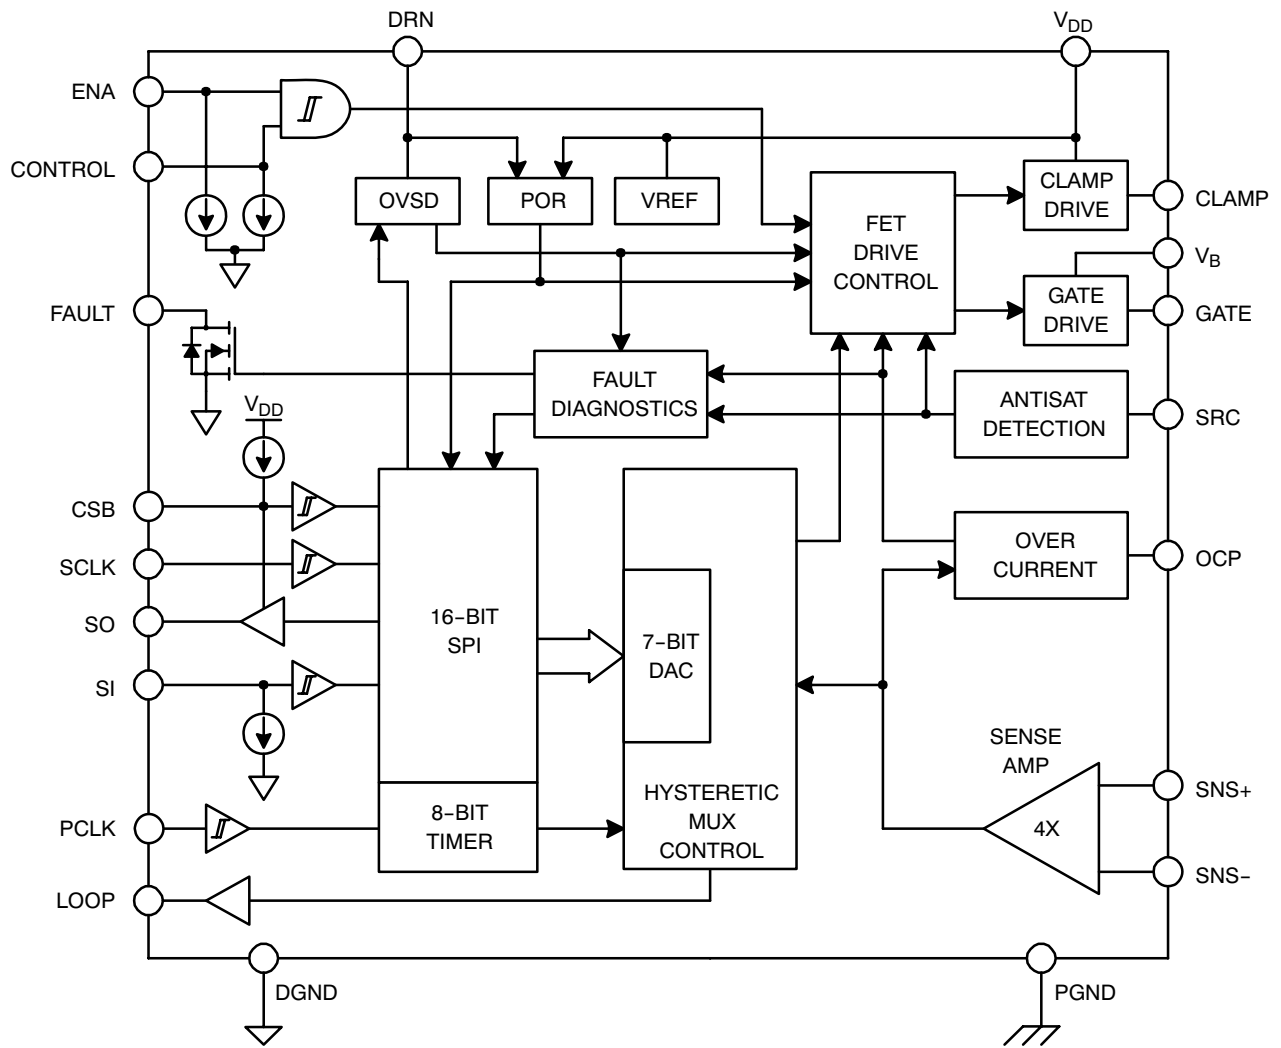 DRN
VDD
ENA
CONTROL
OVSD
POR
VREF
CLAMP
DRIVE
CLAMP
FET
DRIVE
CONTROL
VB
FAULT
GATE
DRIVE
GATE
FAULT
DIAGNOSTICS
VDD
ANTISAT
DETECTION
SRC
CSB
SCLK
SO
SI
16-BIT
SPI
7-BIT
DAC
OVER
CURRENT
OCP
SENSE
AMP
HYSTERETIC
MUX
CONTROL
4X
SNS+
SNS-
PCLK
8-BIT
TIMER
LOOP
DGND
PGND